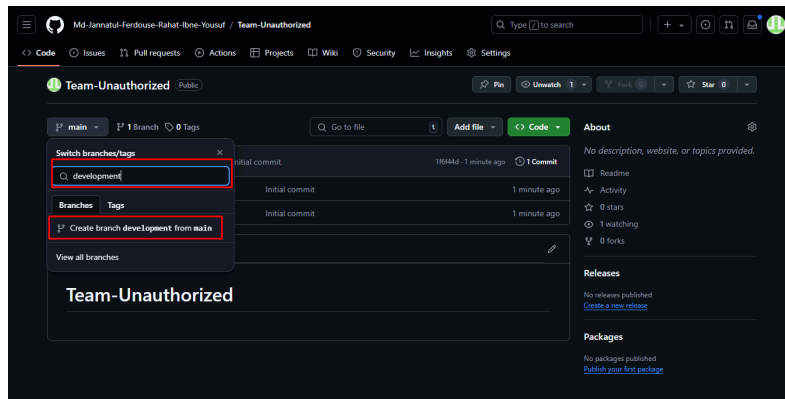 Md-Jannatul-Ferdouse-Rahat-Ibne-Yousuf / Team-Unauthorized
Type / to search
Code Issues Pull requests Actions Projects Wiki Security Insights Settings
Team-Unauthorized Public
Pin Unwatch 1 Fork 0 Star 0
main 1 Branch 0 Tags Go to file t Add file Code
Switch branches/tags
development
Branches Tags
Create branch development from main
View all branches
nitial commit 1f6f44d · 1 minute ago 1 Commit
Initial commit 1 minute ago
Initial commit 1 minute ago
Team-Unauthorized
About
No description, website, or topics provided.
Readme
Activity
0 stars
1 watching
0 forks
Releases
No releases published
Create a new release
Packages
No packages published
Publish your first package